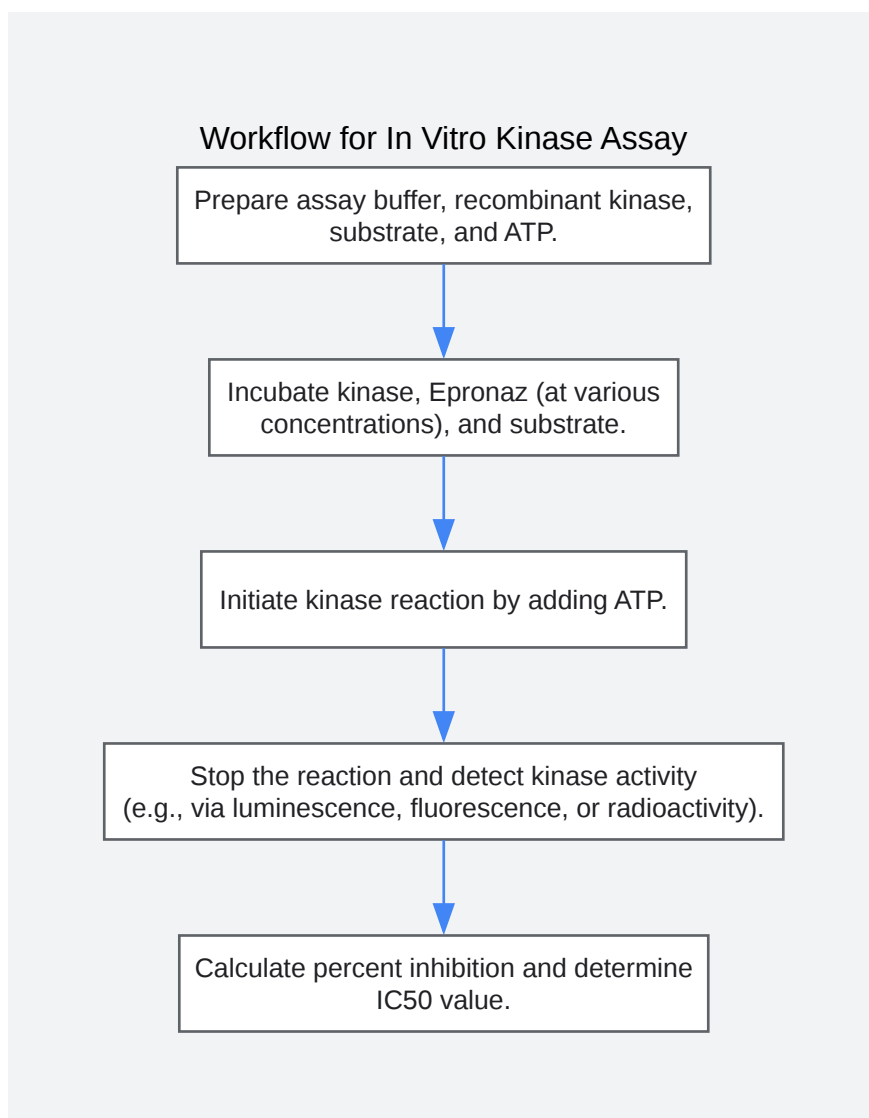 Workflow for In Vitro Kinase Assay
Prepare assay buffer, recombinant kinase,
substrate, and ATP.
Incubate kinase, Epronaz (at various
concentrations), and substrate.
Initiate kinase reaction by adding ATP.
Stop the reaction and detect kinase activity
(e.g., via luminescence, fluorescence, or radioactivity).
Calculate percent inhibition and determine
IC50 value.